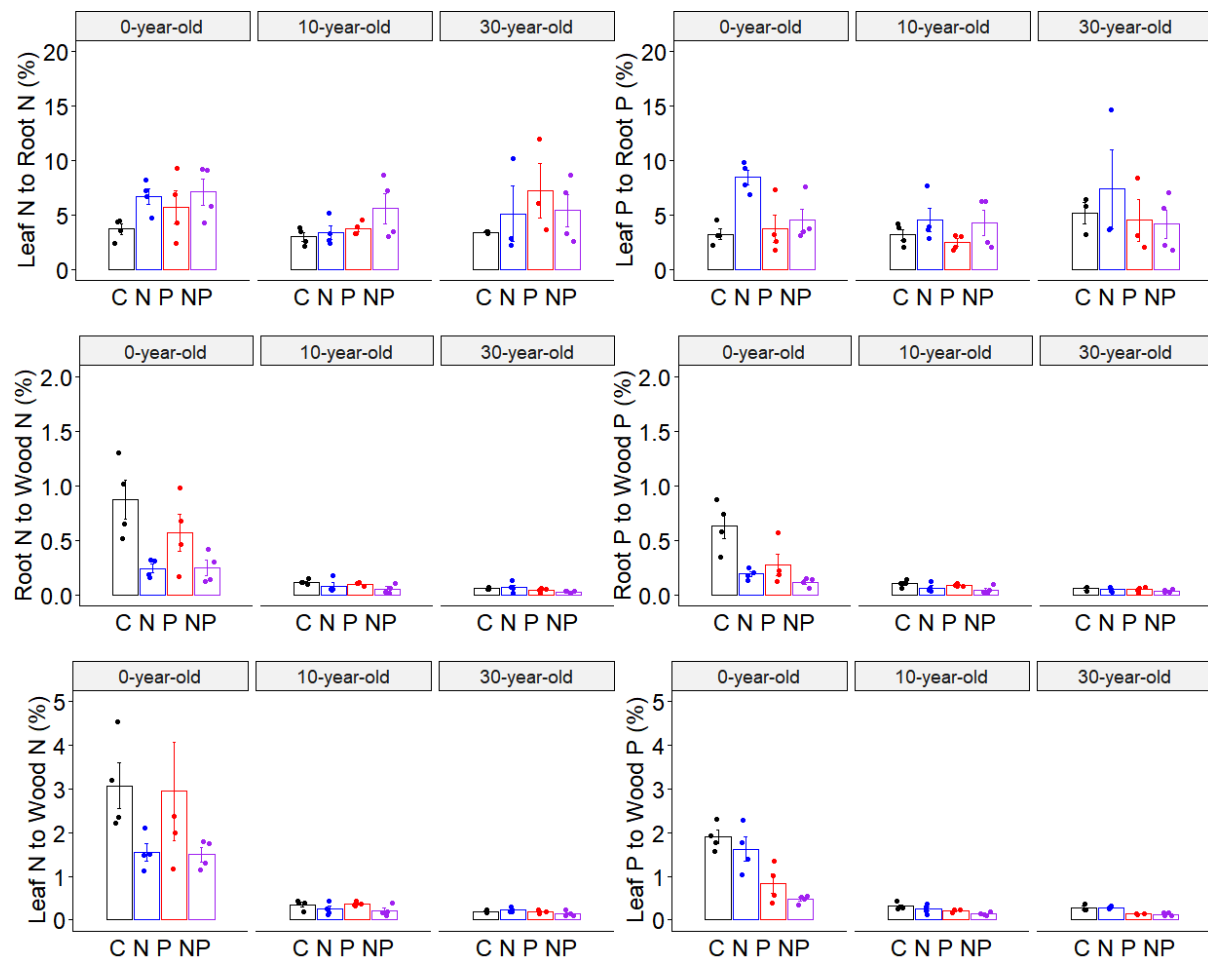 0-year-old 10-year-old 30-year-old
Leaf N to Root N (%)
20
15
10
5
0
C N P NP C N P NP C N P NP
0-year-old 10-year-old 30-year-old
Leaf P to Root P (%)
20
15
10
5
0
C N P NP C N P NP C N P NP
0-year-old 10-year-old 30-year-old
Root N to Wood N (%)
2.0
1.5
1.0
0.5
0.0
C N P NP C N P NP C N P NP
0-year-old 10-year-old 30-year-old
Root P to Wood P (%)
2.0
1.5
1.0
0.5
0.0
C N P NP C N P NP C N P NP
0-year-old 10-year-old 30-year-old
Leaf N to Wood N (%)
5
4
3
2
1
0
C N P NP C N P NP C N P NP
0-year-old 10-year-old 30-year-old
Leaf P to Wood P (%)
5
4
3
2
1
0
C N P NP C N P NP C N P NP